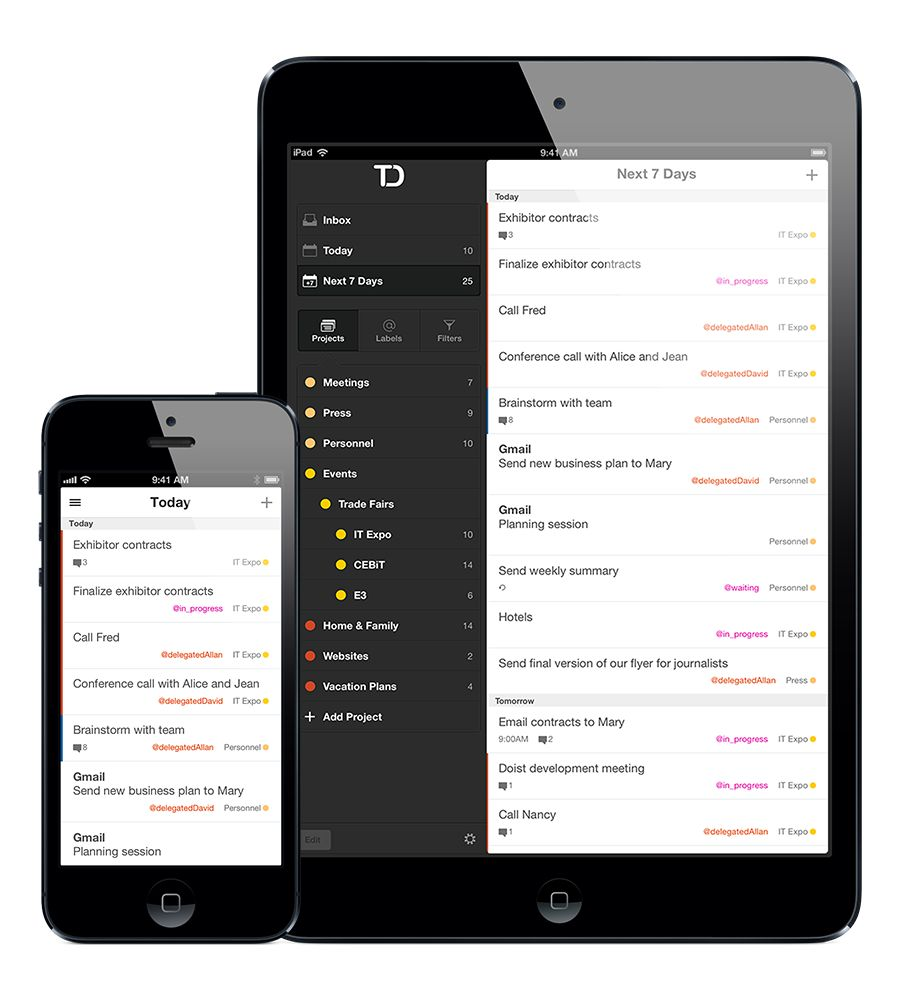 iPad
9:41 AM
TD
Inbox
Today 10
+7 Next 7 Days 25
Projects
@ Labels
Filters
Meetings 7
Press 9
Personnel 10
Events
Trade Fairs
IT Expo 10
CEBiT 14
E3 6
Home & Family 14
Websites 2
Vacation Plans 4
+ Add Project
Edit
Next 7 Days +
Today
Exhibitor contracts
3 IT Expo
Finalize exhibitor contracts
@in_progress IT Expo
Call Fred
@delegatedAllan IT Expo
Conference call with Alice and Jean
@delegatedDavid IT Expo
Brainstorm with team
8 @delegatedAllan Personnel
Gmail
Send new business plan to Mary
@delegatedDavid Personnel
Gmail
Planning session
Personnel
Send weekly summary
@waiting Personnel
Hotels
@in_progress IT Expo
Send final version of our flyer for journalists
@delegatedAllan Press
Tomorrow
Email contracts to Mary
9:00AM 2 @in_progress IT Expo
Doist development meeting
1 @in_progress IT Expo
Call Nancy
1 @delegatedAllan IT Expo
9:41 AM
Today +
Today
Exhibitor contracts
3 IT Expo
Finalize exhibitor contracts
@in_progress IT Expo
Call Fred
@delegatedAllan IT Expo
Conference call with Alice and Jean
@delegatedDavid IT Expo
Brainstorm with team
8 @delegatedAllan Personnel
Gmail
Send new business plan to Mary
@delegatedDavid Personnel
Gmail
Planning session